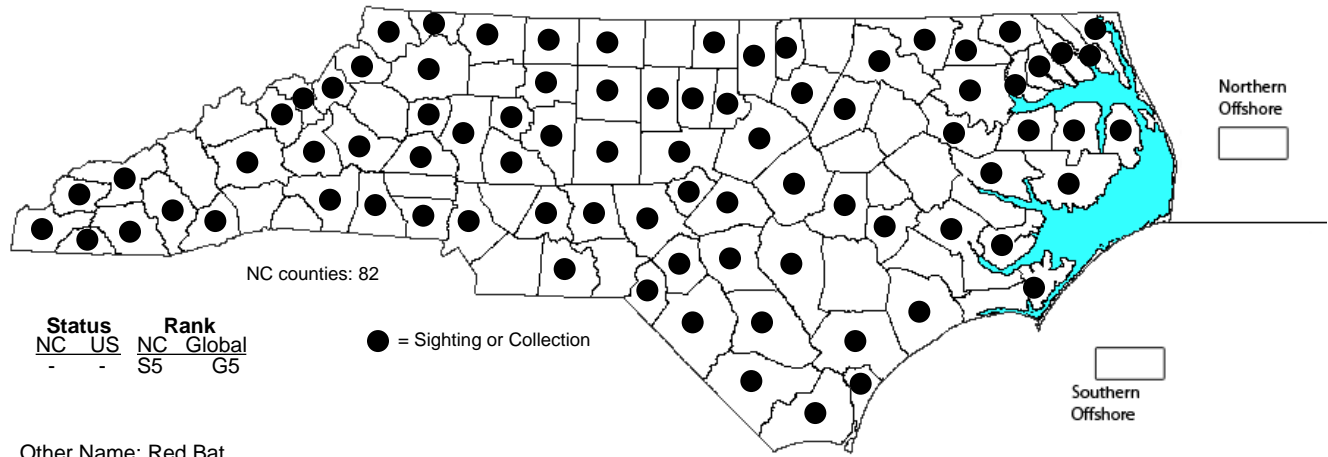 Northern
Offshore
NC counties: 82
Status Rank
NC US NC Global
- - S5 G5
= Sighting or Collection
Southern
Offshore
Other Name: Red Bat